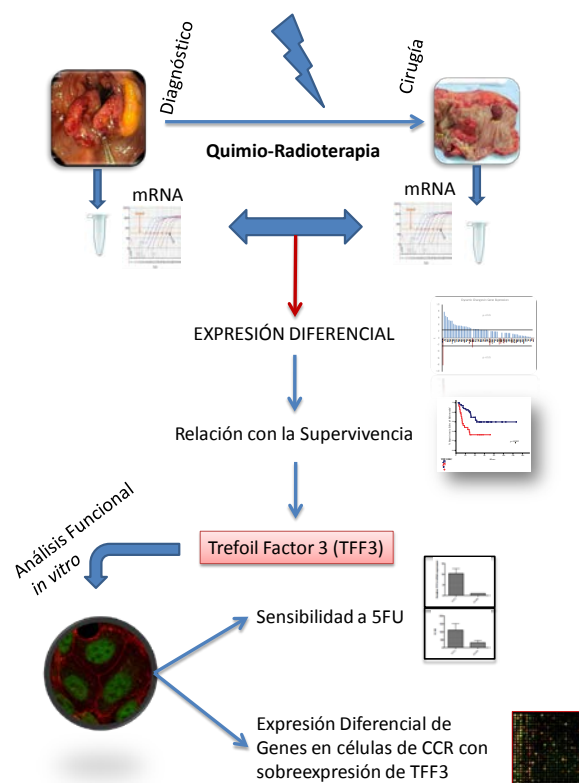 Diagnóstico
Cirugía
Quimio-Radioterapia
mRNA
mRNA
EXPRESIÓN DIFERENCIAL
Relación con la Supervivencia
Trefoil Factor 3 (TFF3)
Análisis Funcional
in vitro
Sensibilidad a 5FU
Expresión Diferencial de
Genes en células de CCR con
sobreexpresión de TFF3